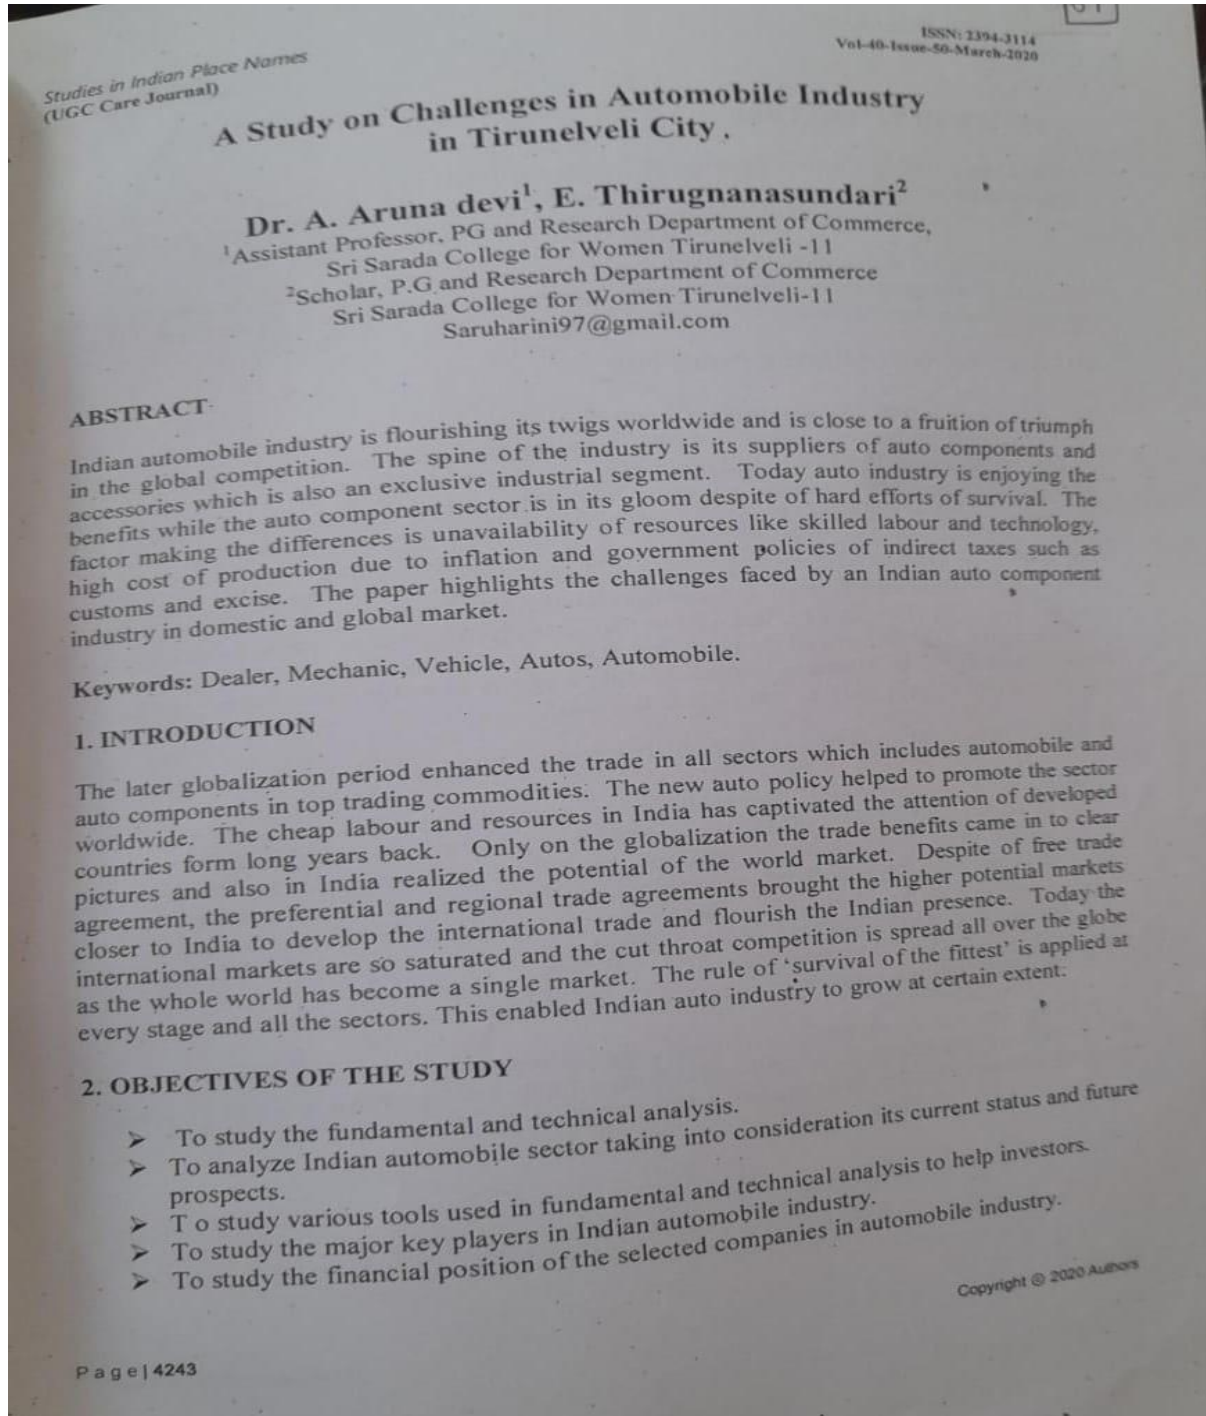 ISSN: 2394-3114
Vol-40-Issue-50-March-2020
Studies in Indian Place Names
(UGC Care Journal)
A Study on Challenges in Automobile Industry
in Tirunelveli City .
Dr. A. Aruna devi¹, E. Thirugnanasundari²
¹Assistant Professor, PG and Research Department of Commerce,
Sri Sarada College for Women Tirunelveli -11
²Scholar, P.G and Research Department of Commerce
Sri Sarada College for Women Tirunelveli-11
Saruharini97@gmail.com
ABSTRACT
Indian automobile industry is flourishing its twigs worldwide and is close to a fruition of triumph
in the global competition. The spine of the industry is its suppliers of auto components and
accessories which is also an exclusive industrial segment. Today auto industry is enjoying the
benefits while the auto component sector is in its gloom despite of hard efforts of survival. The
factor making the differences is unavailability of resources like skilled labour and technology,
high cost of production due to inflation and government policies of indirect taxes such as
customs and excise. The paper highlights the challenges faced by an Indian auto component
industry in domestic and global market.
Keywords: Dealer, Mechanic, Vehicle, Autos, Automobile.
1. INTRODUCTION
The later globalization period enhanced the trade in all sectors which includes automobile and
auto components in top trading commodities. The new auto policy helped to promote the sector
worldwide. The cheap labour and resources in India has captivated the attention of developed
countries form long years back. Only on the globalization the trade benefits came in to clear
pictures and also in India realized the potential of the world market. Despite of free trade
agreement, the preferential and regional trade agreements brought the higher potential markets
closer to India to develop the international trade and flourish the Indian presence. Today the
international markets are so saturated and the cut throat competition is spread all over the globe
as the whole world has become a single market. The rule of ‘survival of the fittest’ is applied at
every stage and all the sectors. This enabled Indian auto industry to grow at certain extent.
2. OBJECTIVES OF THE STUDY
➢ To study the fundamental and technical analysis.
➢ To analyze Indian automobile sector taking into consideration its current status and future
prospects.
➢ T o study various tools used in fundamental and technical analysis to help investors.
➢ To study the major key players in Indian automobile industry.
➢ To study the financial position of the selected companies in automobile industry.
Copyright © 2020 Authors
Page | 4243